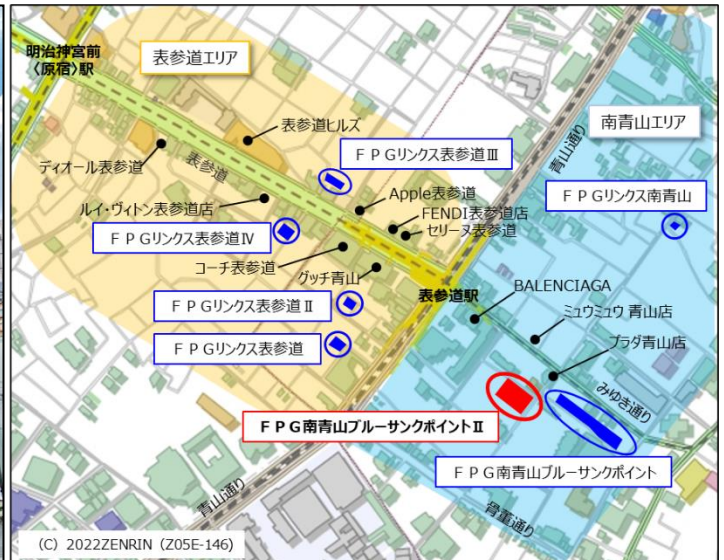 明治神宮前
〈原宿〉駅
表参道エリア
南青山エリア
表参道ヒルズ
ディオール表参道
表参道
FPGリンクス表参道Ⅲ
青山通り
FPGリンクス南青山
ルイ・ヴィトン表参道店
Apple表参道
FENDI表参道店
セリーヌ表参道
FPGリンクス表参道Ⅳ
コーチ表参道
グッチ青山
表参道駅
BALENCIAGA
FPGリンクス表参道Ⅱ
ミュウミュウ 青山店
FPGリンクス表参道
プラダ青山店
みゆき通り
FPG南青山ブルーサンクポイントⅡ
FPG南青山ブルーサンクポイント
青山通り
骨董通り
(C) 2022ZENRIN (Z05E-146)